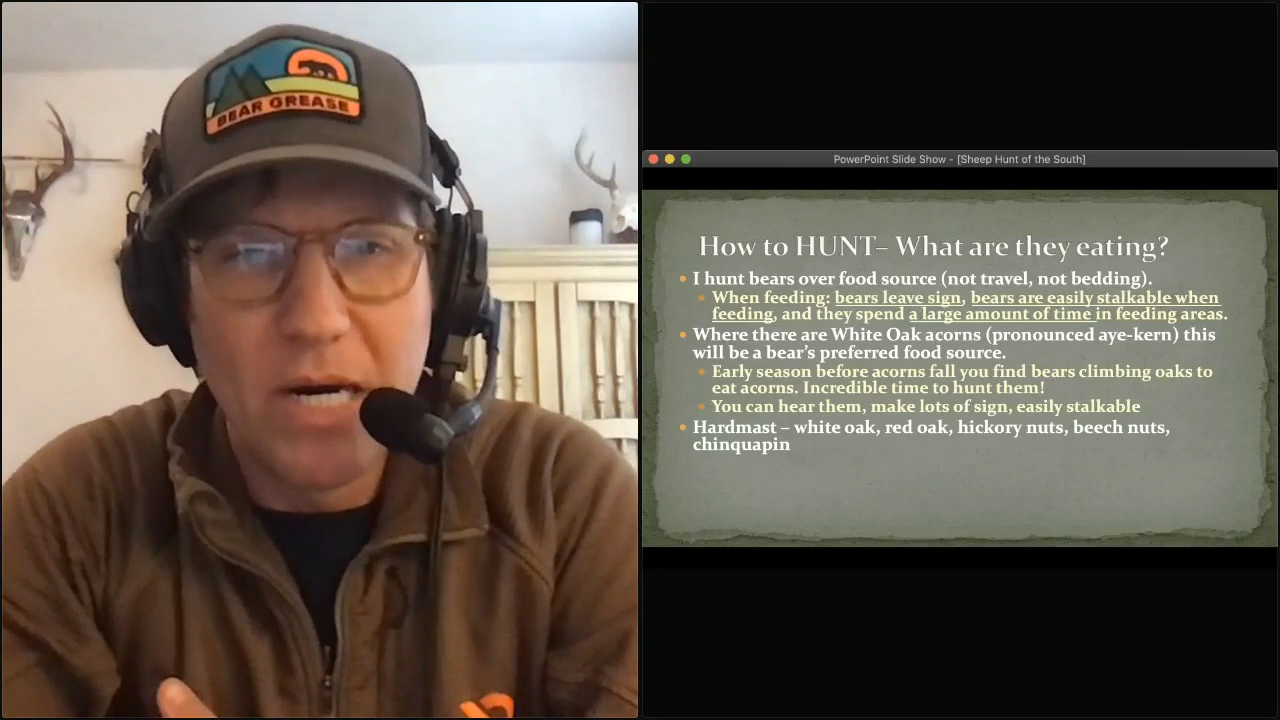 BEAR GREASE
PowerPoint Slide Show - [Sheep Hunt of the South]
How to HUNT– What are they eating?
• I hunt bears over food source (not travel, not bedding).
• When feeding: bears leave sign, bears are easily stalkable when
feeding, and they spend a large amount of time in feeding areas.
• Where there are White Oak acorns (pronounced aye-kern) this
will be a bear's preferred food source.
• Early season before acorns fall you find bears climbing oaks to
eat acorns. Incredible time to hunt them!
• You can hear them, make lots of sign, easily stalkable
• Hardmast – white oak, red oak, hickory nuts, beech nuts,
chinquapin